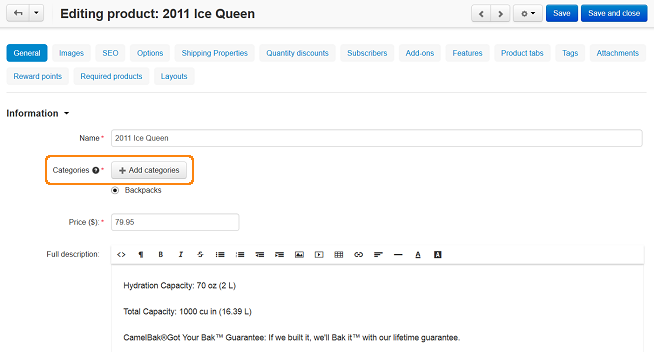 Editing product: 2011 Ice Queen
Save
Save and close
General Images SEO Options Shipping Properties Quantity discounts Subscribers Add-ons Features Product tabs Tags Attachments
Reward points Required products Layouts
Information
Name* 2011 Ice Queen
Categories ? * + Add categories
Backpacks
Price ($): * 79.95
Full description: <> ¶ B I S A A
Hydration Capacity: 70 oz (2 L)
Total Capacity: 1000 cu in (16.39 L)
CamelBak®Got Your Bak™ Guarantee: If we built it, we'll Bak it™ with our lifetime guarantee.